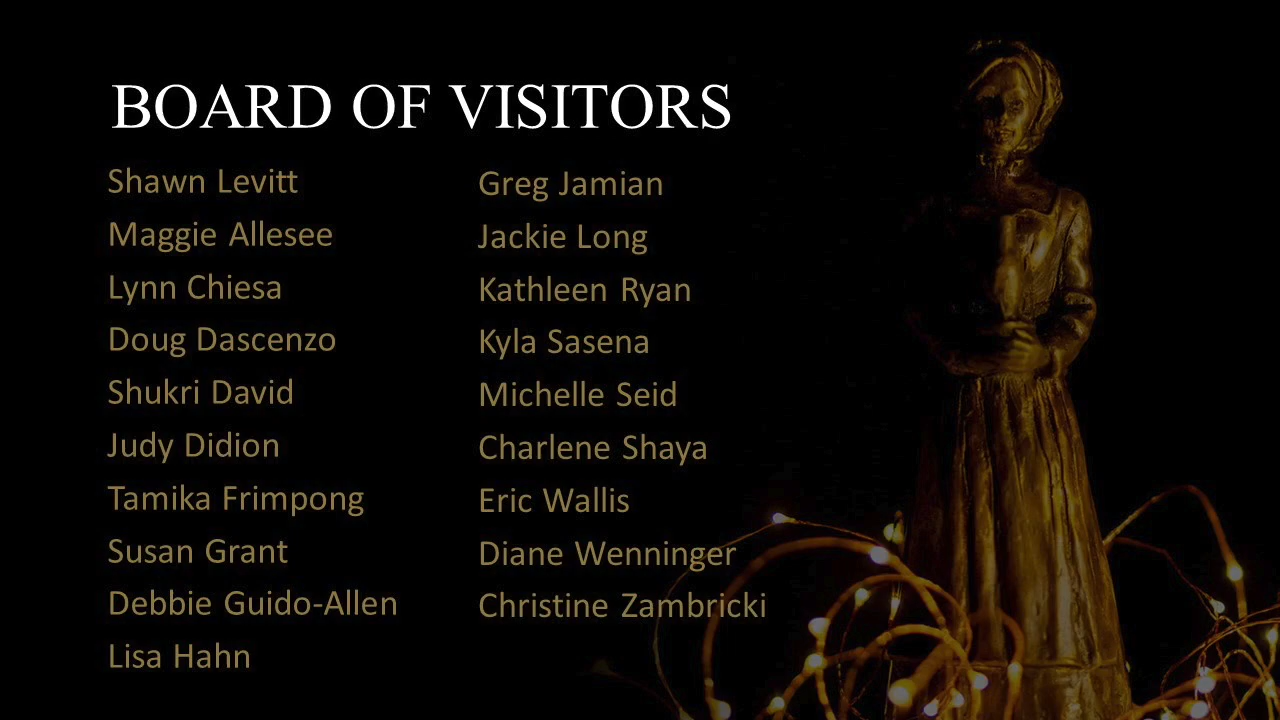 BOARD OF VISITORS
Shawn Levitt
Maggie Allesee
Lynn Chiesa
Doug Dascenzo
Shukri David
Judy Didion
Tamika Frimpong
Susan Grant
Debbie Guido-Allen
Lisa Hahn
Greg Jamian
Jackie Long
Kathleen Ryan
Kyla Sasena
Michelle Seid
Charlene Shaya
Eric Wallis
Diane Wenninger
Christine Zambricki